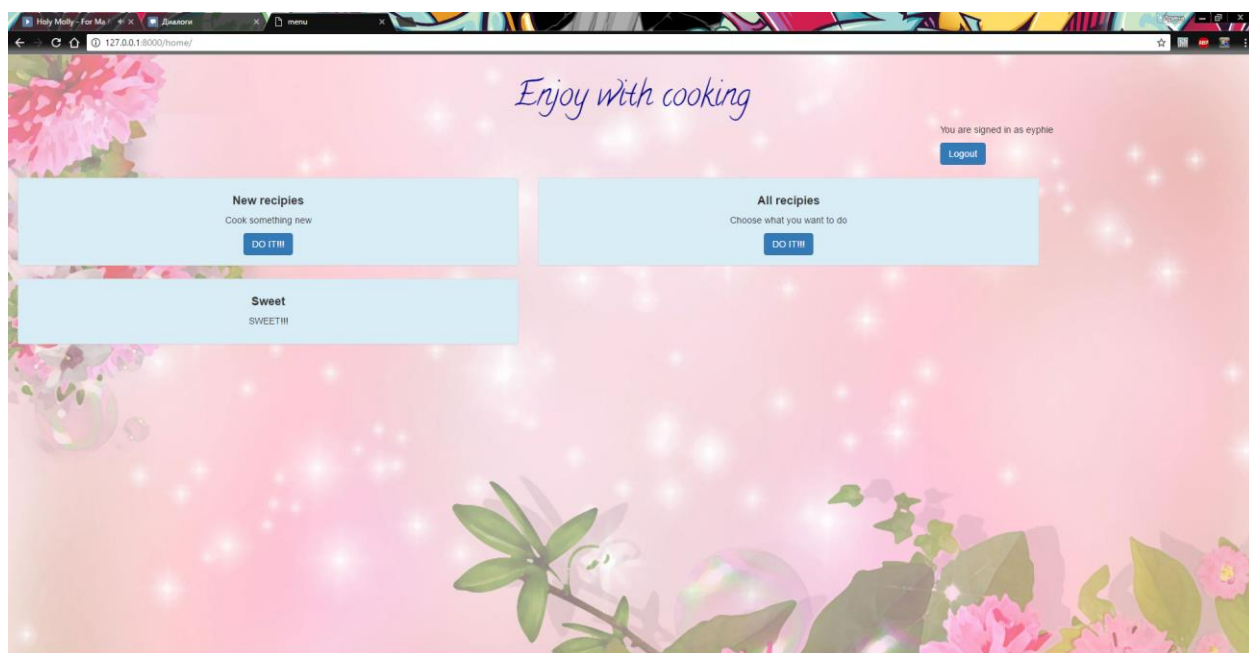 Holy Molly - For Ma
Диалоги
menu
127.0.0.1:8000/home/
Enjoy with cooking
You are signed in as eyphie
Logout
New recipies
Cook something new
DO IT!!!
All recipies
Choose what you want to do
DO IT!!!
Sweet
SWEET!!!